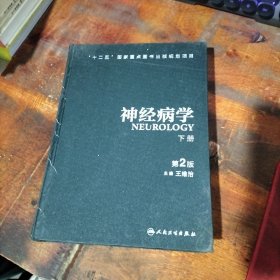 "十二五"国家重点图书出版规划项目
神经病学
NEUROLOGY
下册
第2版
主编 王维治
人民卫生出版社